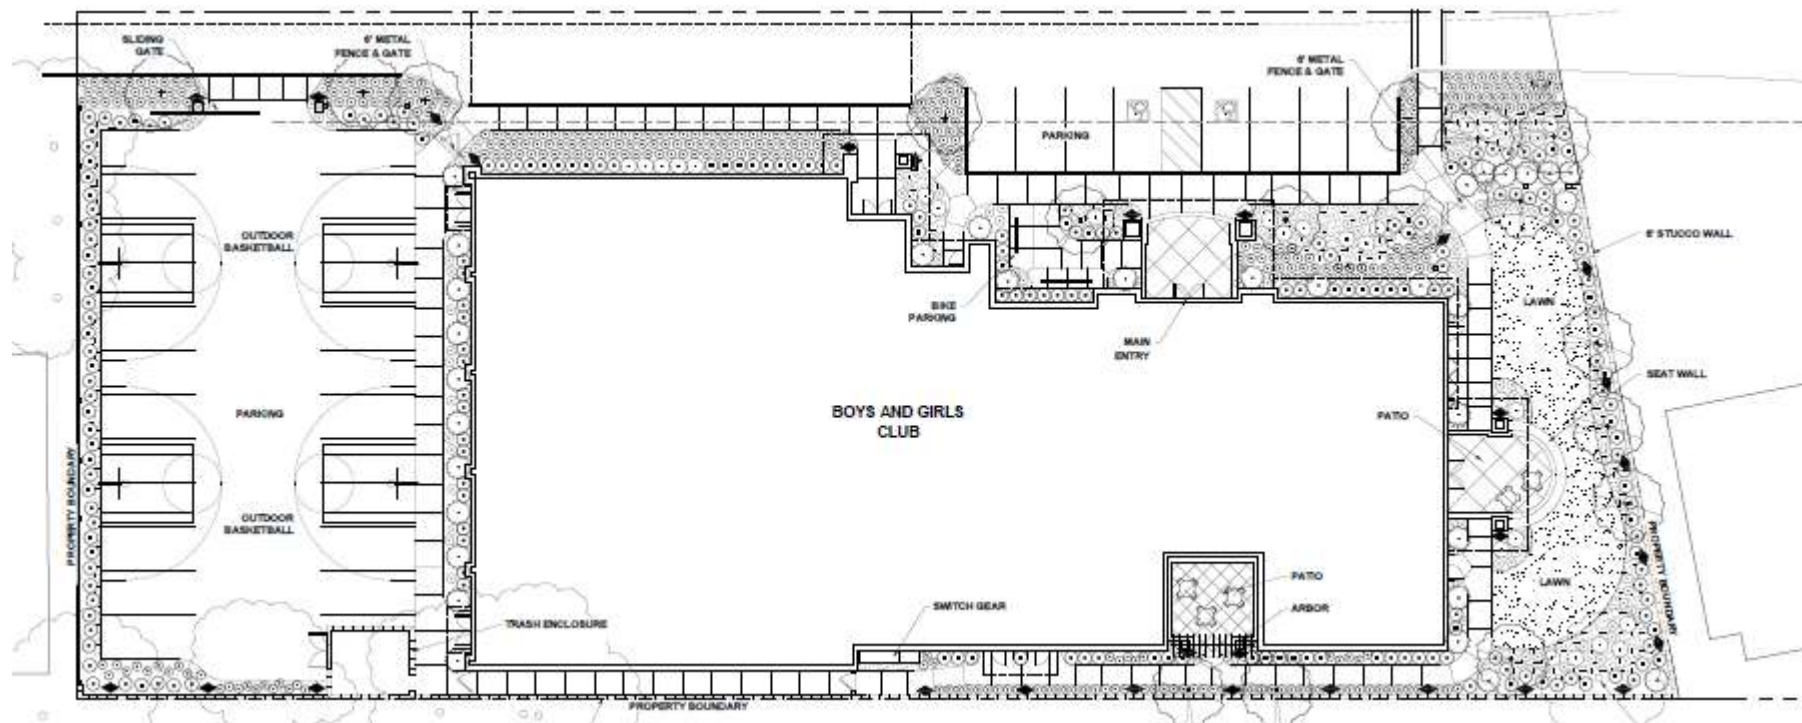 SLIDING
GATE
6' METAL
FENCE & GATE
6' METAL
FENCE & GATE
PARKING
OUTDOOR
BASKETBALL
6' STUCCO WALL
LAWN
BIKE
PARKING
MAIN
ENTRY
SEAT WALL
PARKING
BOYS AND GIRLS
CLUB
PATIO
PROPERTY BOUNDARY
OUTDOOR
BASKETBALL
PROPERTY BOUNDARY
PATIO
LAWN
SWITCH GEAR
ARBOR
TRASH ENCLOSURE
PROPERTY BOUNDARY